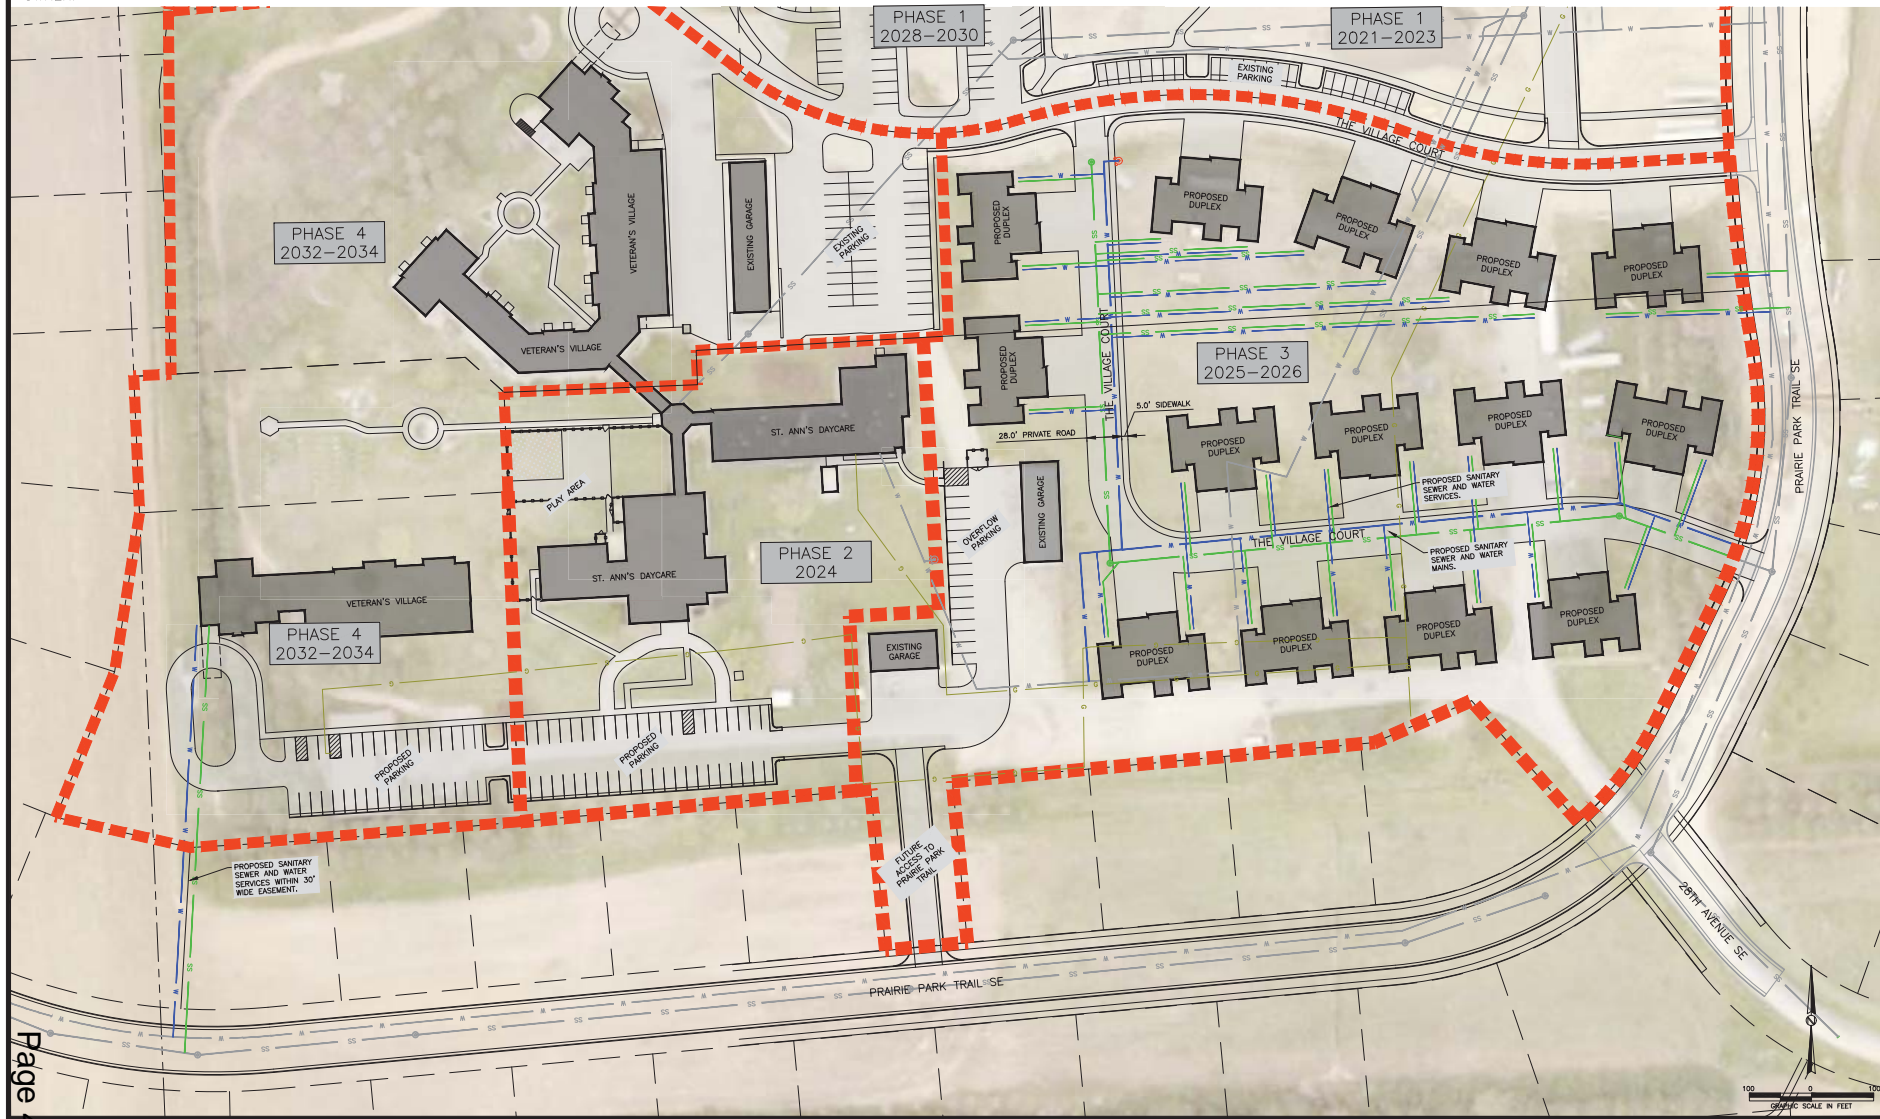 PHASE 1
2028-2030
PHASE 1
2021-2023
EXISTING
PARKING
THE VILLAGE COURT
PHASE 4
2032-2034
VETERAN'S VILLAGE
EXISTING GARAGE
EXISTING
PARKING
PROPOSED
DUPLEX
PROPOSED
DUPLEX
PROPOSED
DUPLEX
PROPOSED
DUPLEX
PROPOSED
DUPLEX
VETERAN'S VILLAGE
PROPOSED
DUPLEX
THE VILLAGE COURT
PHASE 3
2025-2026
PRAIRIE PARK TRAIL SE
ST. ANN'S DAYCARE
28.0' PRIVATE ROAD
5.0' SIDEWALK
PROPOSED
DUPLEX
PROPOSED
DUPLEX
PROPOSED
DUPLEX
PROPOSED
DUPLEX
PLAY AREA
OVERFLOW
PARKING
EXISTING GARAGE
PROPOSED SANITARY
SEWER AND WATER
SERVICES.
THE VILLAGE COURT
PROPOSED SANITARY
SEWER AND WATER
MAINS.
PHASE 2
2024
ST. ANN'S DAYCARE
VETERAN'S VILLAGE
PHASE 4
2032-2034
EXISTING
GARAGE
PROPOSED
DUPLEX
PROPOSED
DUPLEX
PROPOSED
DUPLEX
PROPOSED
DUPLEX
PROPOSED
PARKING
PROPOSED
PARKING
PROPOSED SANITARY
SEWER AND WATER
SERVICES WITHIN 30'
WIDE EASEMENT.
FUTURE
ACCESS TO
PRAIRIE PARK
TRAIL
28TH AVENUE SE
PRAIRIE PARK TRAIL SE
Page
100 0 100
GRAPHIC SCALE IN FEET